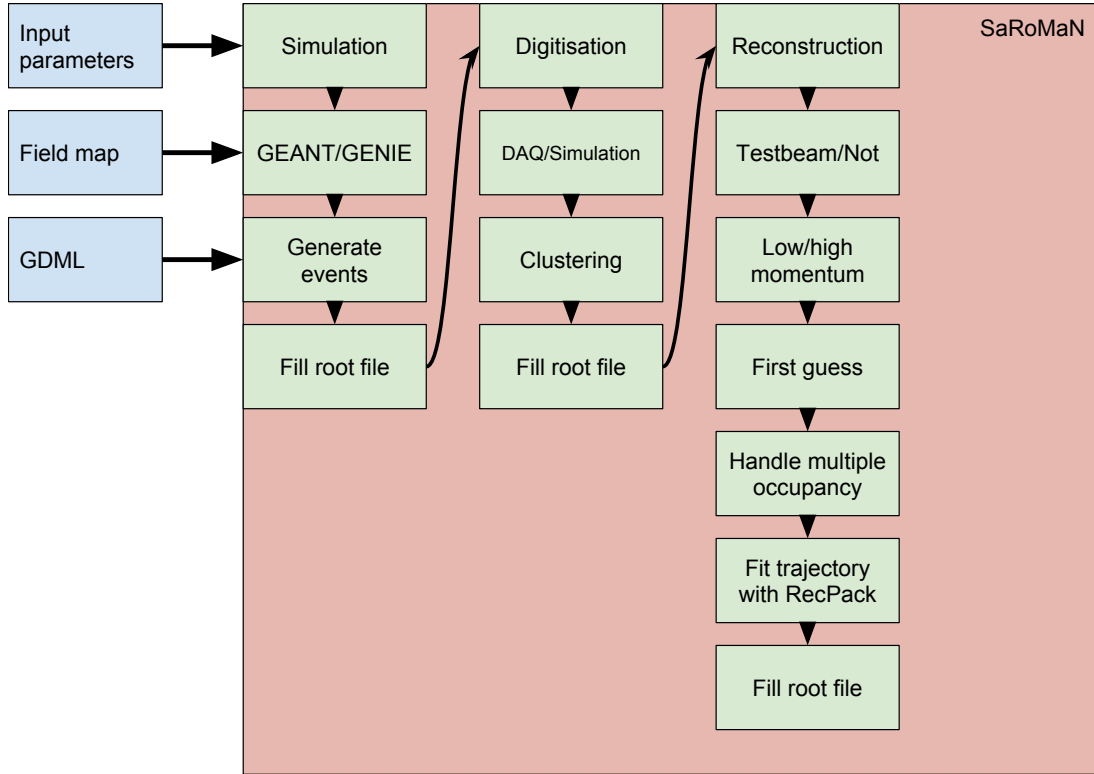 Input
parameters
Field map
GDML
Simulation
GEANT/GENIE
Generate
events
Fill root file
Digitisation
DAQ/Simulation
Clustering
Fill root file
Reconstruction
Testbeam/Not
Low/high
momentum
First guess
Handle multiple
occupancy
Fit trajectory
with RecPack
Fill root file
SaRoMaN